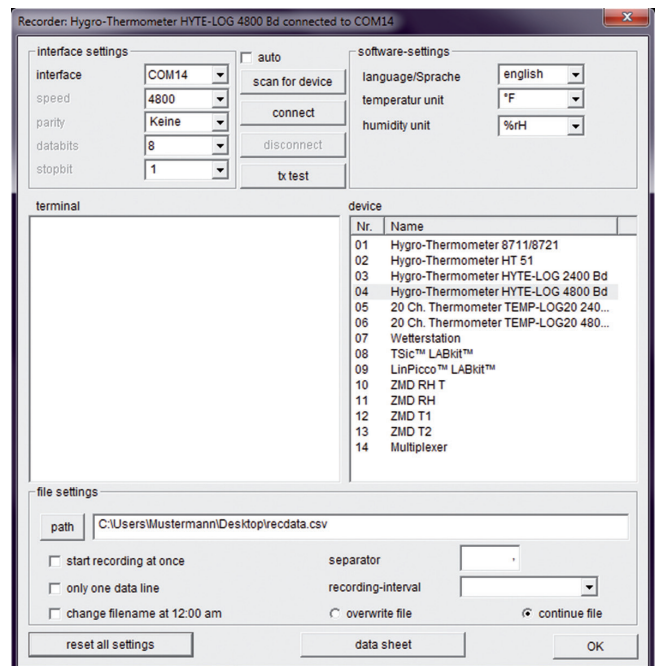 Recorder: Hygro-Thermometer HYTE-LOG 4800 Bd connected to COM14
x
interface settings
interface COM14
speed 4800
parity Keine
databits 8
stopbit 1
auto
scan for device
connect
disconnect
tx test
software-settings
language/Sprache english
temperatur unit °F
humidity unit %rH
terminal
device
Nr. Name
01 Hygro-Thermometer 8711/8721
02 Hygro-Thermometer HT 51
03 Hygro-Thermometer HYTE-LOG 2400 Bd
04 Hygro-Thermometer HYTE-LOG 4800 Bd
05 20 Ch. Thermometer TEMP-LOG20 240...
06 20 Ch. Thermometer TEMP-LOG20 480...
07 Wetterstation
08 TSic™ LABkit™
09 LinPicco™ LABkit™
10 ZMD RH T
11 ZMD RH
12 ZMD T1
13 ZMD T2
14 Multiplexer
file settings
path C:\Users\Mustermann\Desktop\recdata.csv
start recording at once
separator ,
only one data line
recording-interval
change filename at 12:00 am
overwrite file
continue file
reset all settings
data sheet
OK